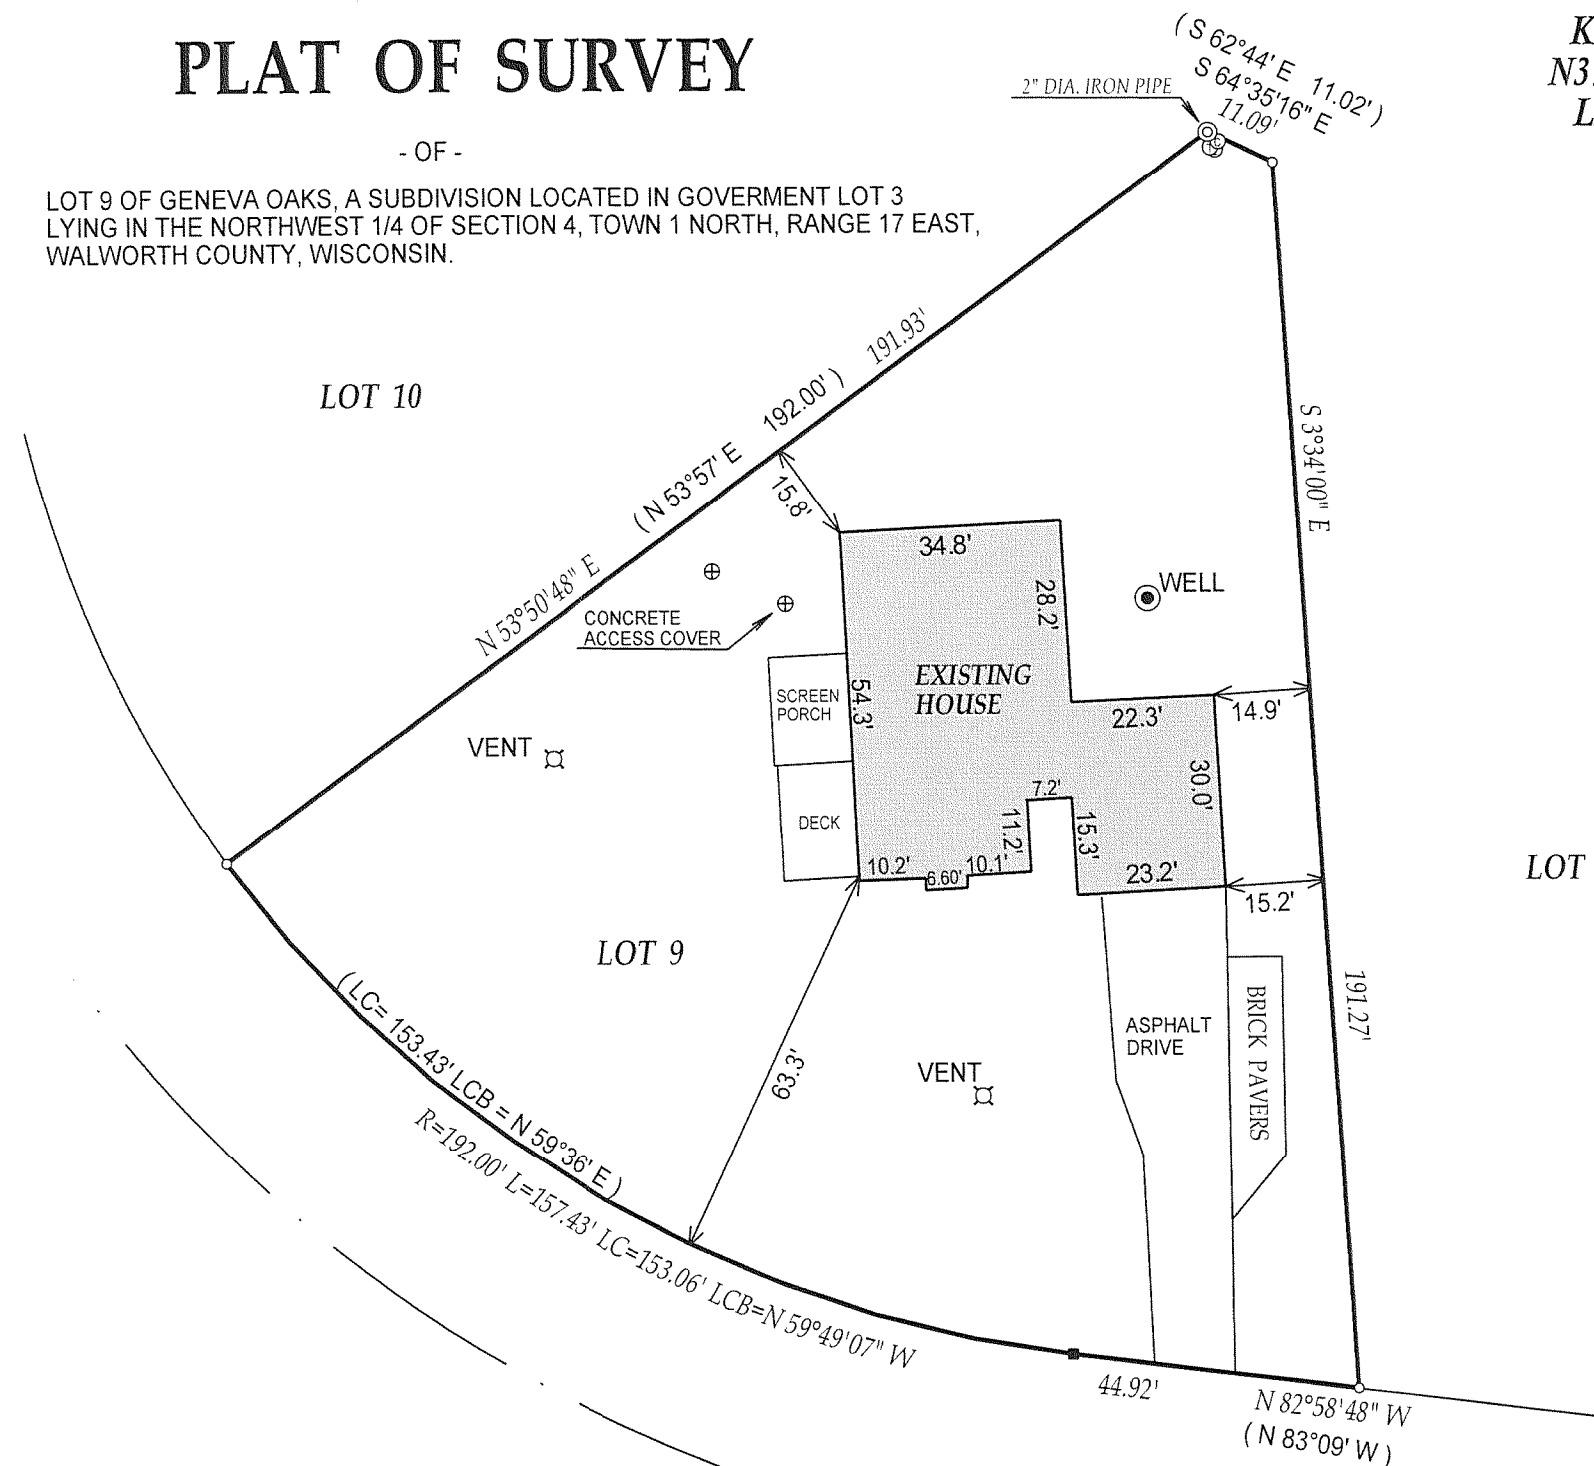 PLAT OF SURVEY
- OF -
LOT 9 OF GENEVA OAKS, A SUBDIVISION LOCATED IN GOVERMENT LOT 3
LYING IN THE NORTHWEST 1/4 OF SECTION 4, TOWN 1 NORTH, RANGE 17 EAST,
WALWORTH COUNTY, WISCONSIN.
K
N3
L
( S 62°44' E 11.02' )
S 64°35'16" E
11.09'
2" DIA. IRON PIPE
191.93'
( N 53°57' E 192.00' )
N 53°50'48" E
LOT 10
S 3°34'00" E
15.8'
34.8'
28.2'
WELL
CONCRETE
ACCESS COVER
EXISTING
HOUSE
SCREEN
PORCH
54.3'
22.3'
14.9'
VENT
30.0'
7.2'
DECK
11.2'
15.3'
10.2'
6.60'
10.1'
23.2'
15.2'
LOT
LOT 9
191.27'
ASPHALT
DRIVE
BRICK PAVERS
63.3'
VENT
( LC= 153.43' LCB = N 59°36' E )
R=192.00' L=157.43' LC=153.06' LCB=N 59°49'07" W
44.92'
N 82°58'48" W
( N 83°09' W )